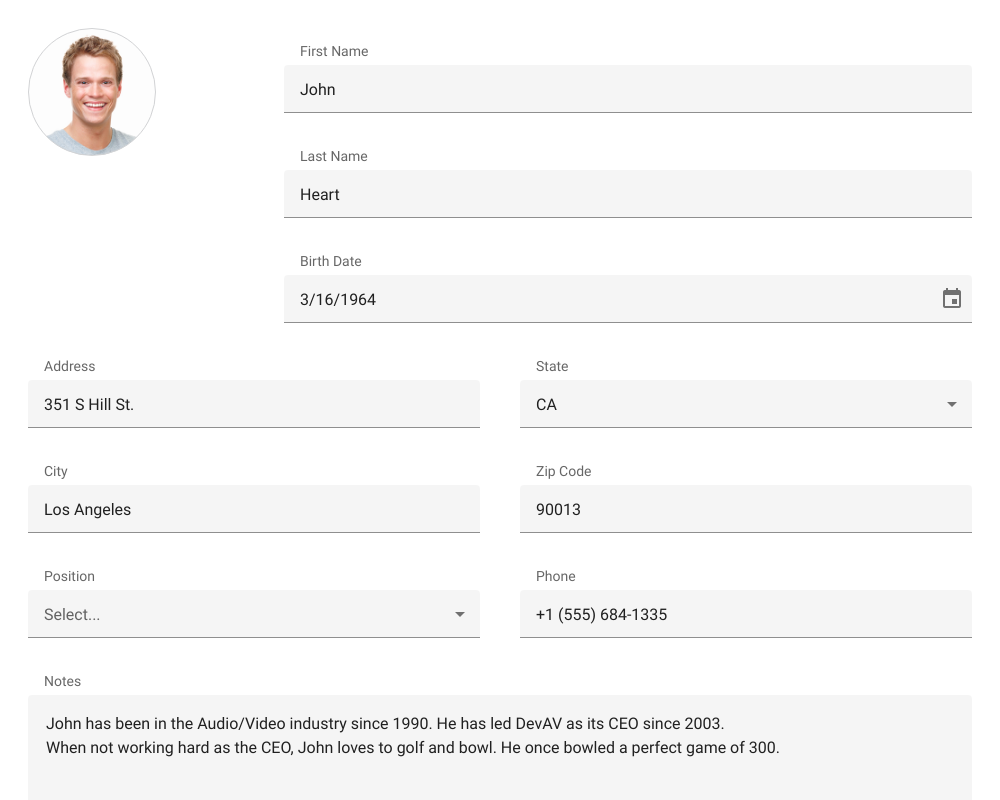 First Name
John
Last Name
Heart
Birth Date
3/16/1964
Address
351 S Hill St.
State
CA
City
Los Angeles
Zip Code
90013
Position
Select...
Phone
+1 (555) 684-1335
Notes
John has been in the Audio/Video industry since 1990. He has led DevAV as its CEO since 2003.
When not working hard as the CEO, John loves to golf and bowl. He once bowled a perfect game of 300.